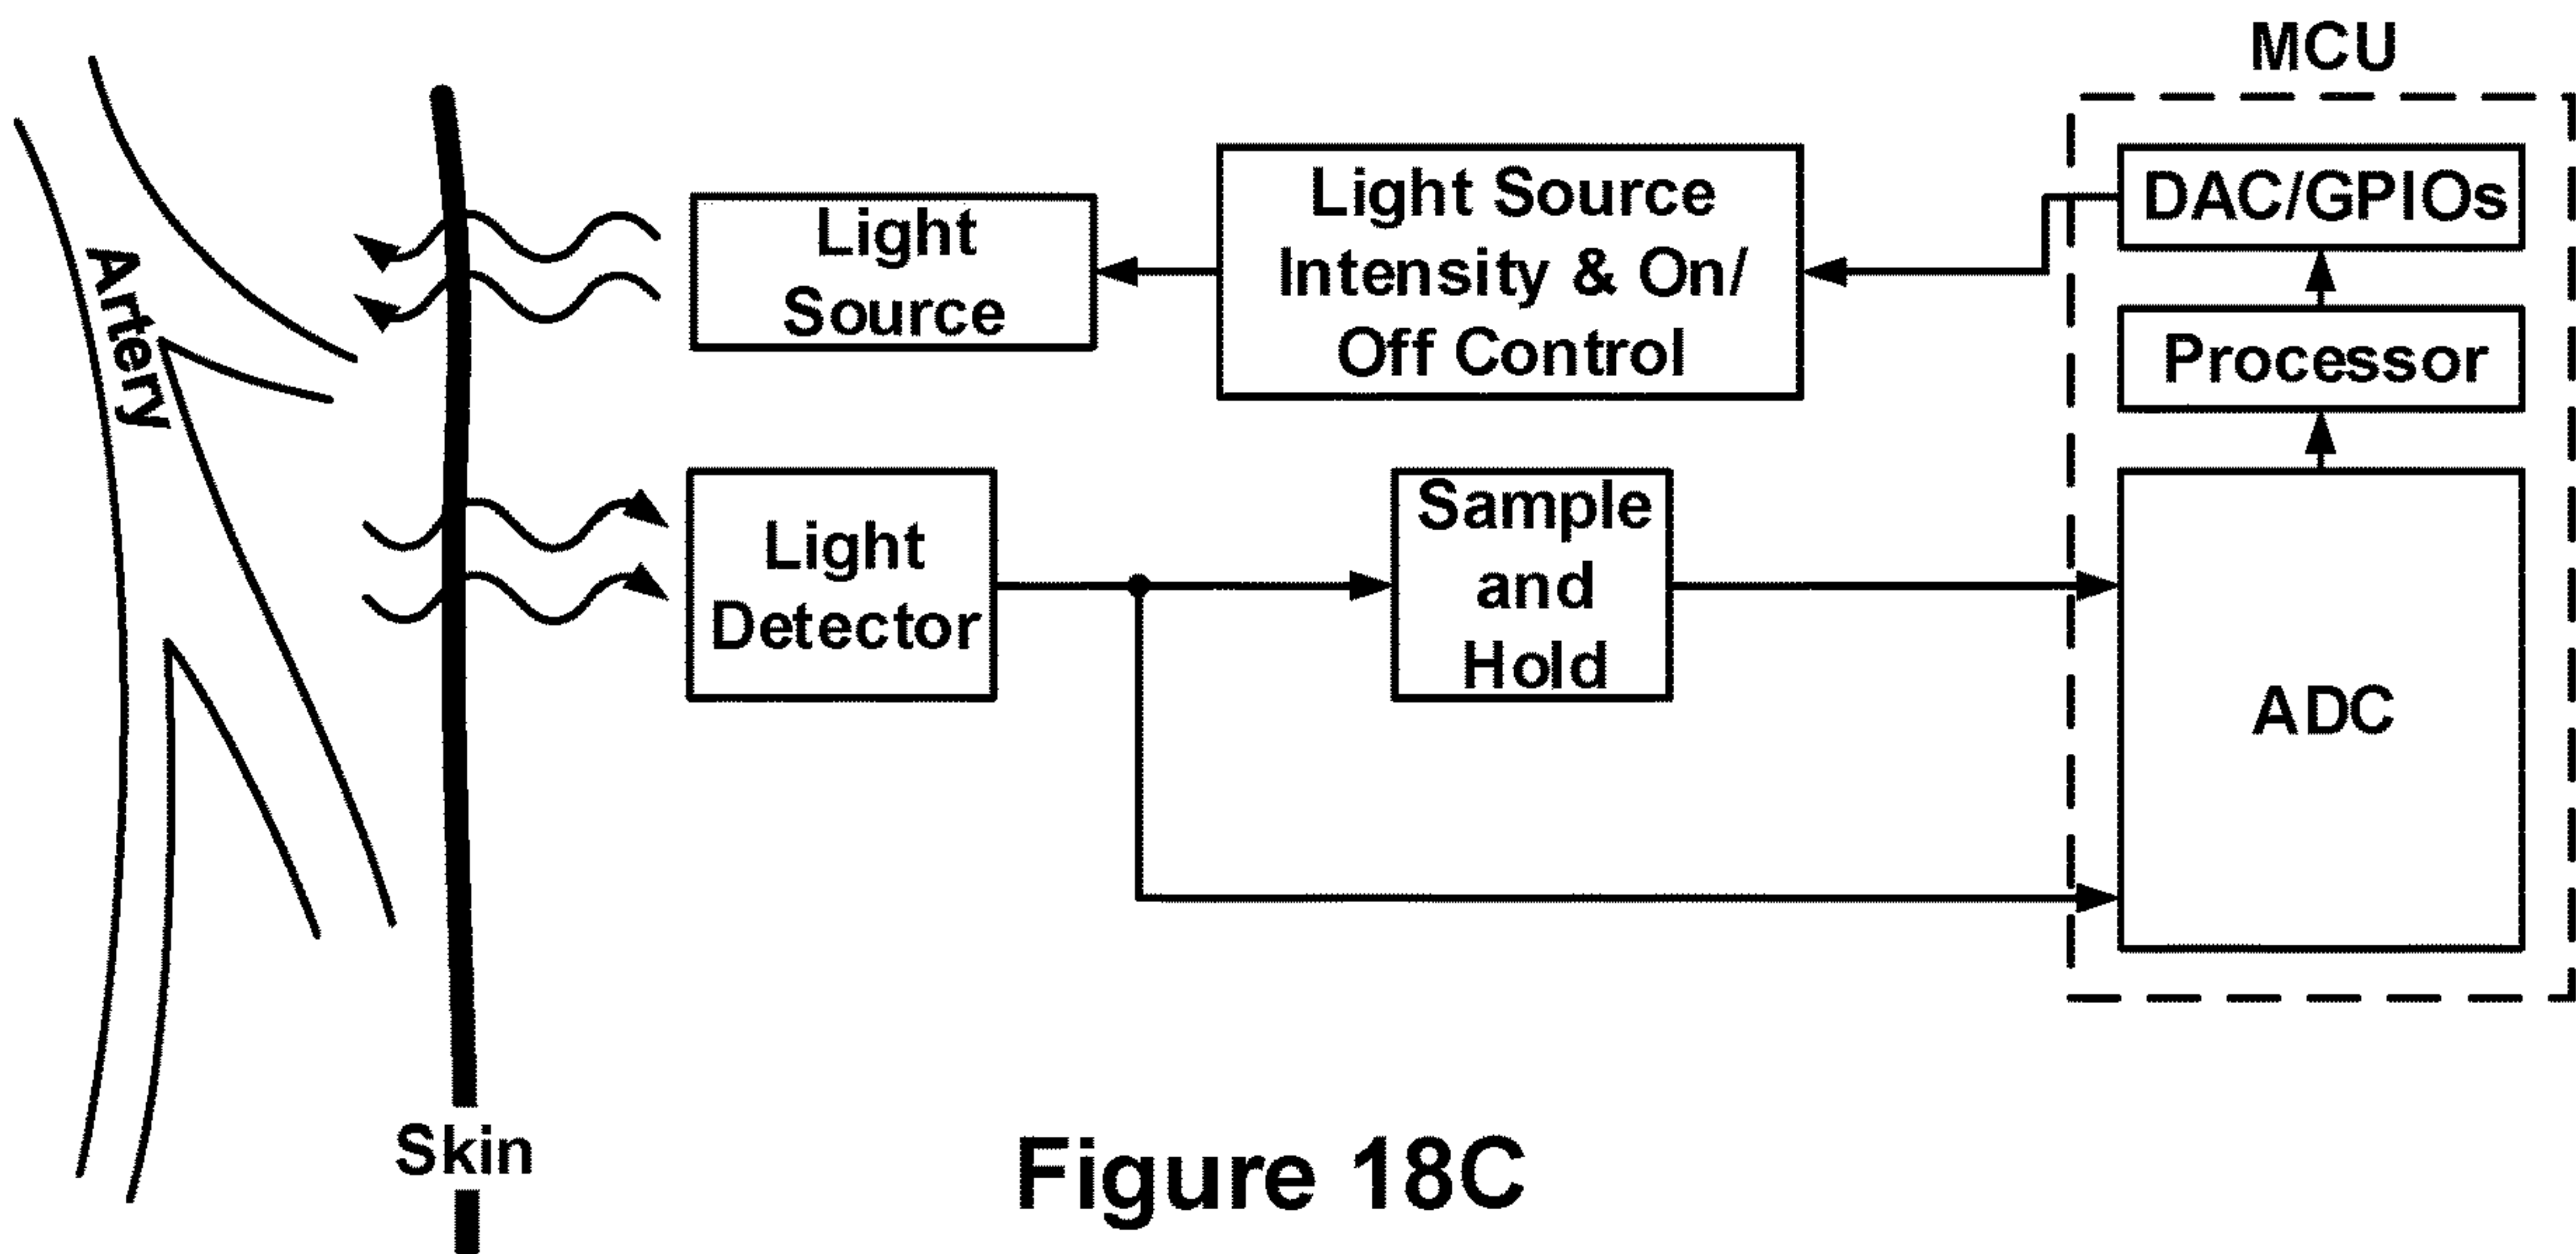 MCU
Artery
Light
Source
Light Source
Intensity & On/
Off Control
DAC/GPIOs
Processor
Light
Detector
Sample
and
Hold
ADC
Skin
Figure 18C